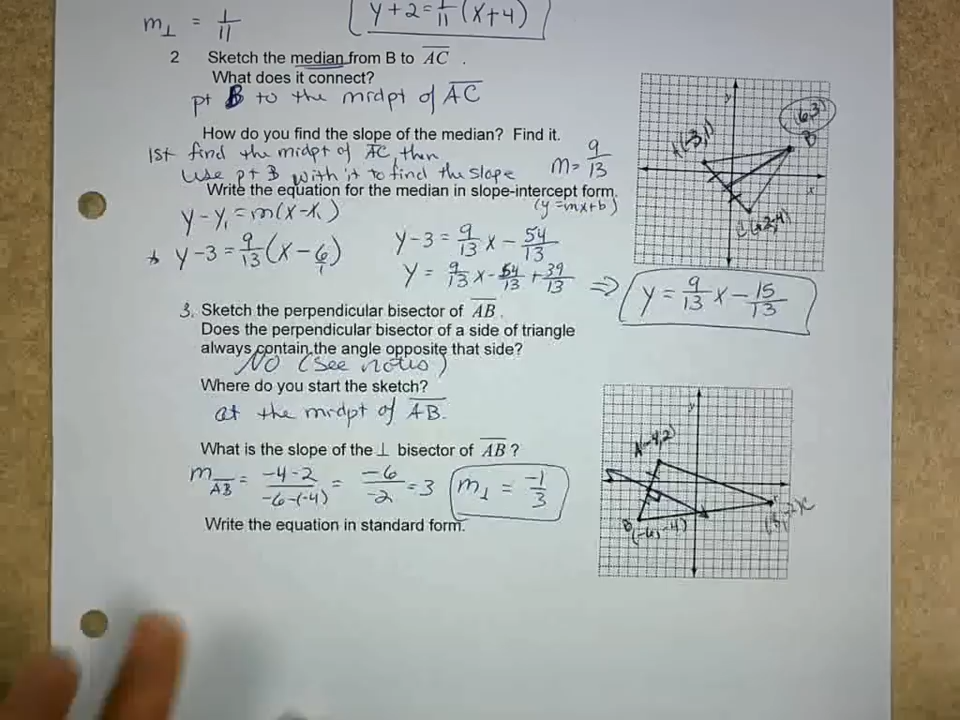 m⊥ = 1/11
y+2 = 1/11 (x+4)
2 Sketch the median from B to AC .
What does it connect?
pt B to the midpt of AC
How do you find the slope of the median? Find it.
1st find the midpt of AC, then
use pt B with it to find the slope
m = 9/13
Write the equation for the median in slope-intercept form.
(y = mx+b)
y-y₁ = m(x-x₁)
y-3 = 9/13 (x - 6/1)
y-3 = 9/13 x - 54/13
y = 9/13 x - 54/13 + 39/13
⇒ y = 9/13 x - 15/13
y
(6,3)
A(-3,1)
B
x
3. Sketch the perpendicular bisector of AB .
Does the perpendicular bisector of a side of triangle
always contain the angle opposite that side?
NO (see notes)
Where do you start the sketch?
at the midpt of AB.
What is the slope of the ⊥ bisector of AB ?
m AB = -4-2/-6-(-4) = -6/-2 = 3
m⊥ = -1/3
Write the equation in standard form.
y
A(-4,2)
B
(-6,-4)
C